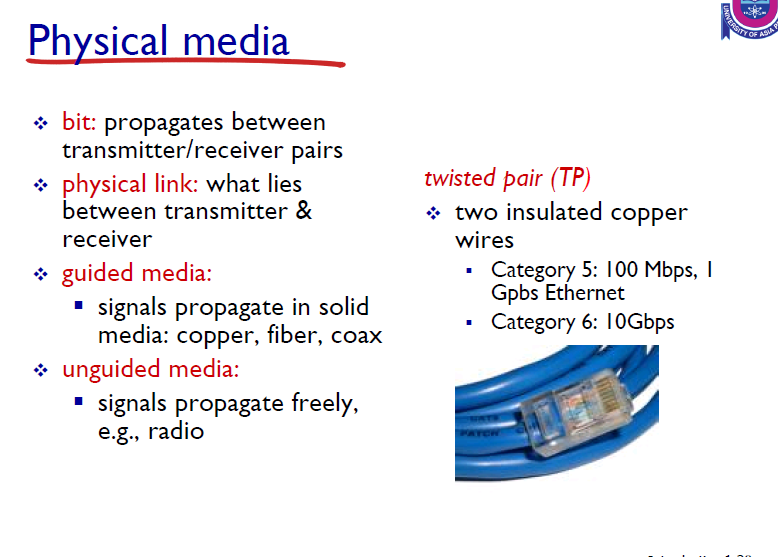 Physical media
UNIVERSITY OF ASIA
bit: propagates between
transmitter/receiver pairs
physical link: what lies
between transmitter &
receiver
guided media:
signals propagate in solid
media: copper, fiber, coax
unguided media:
signals propagate freely,
e.g., radio
twisted pair (TP)
two insulated copper
wires
Category 5: 100 Mbps, 1
Gpbs Ethernet
Category 6: 10Gbps
PATCH